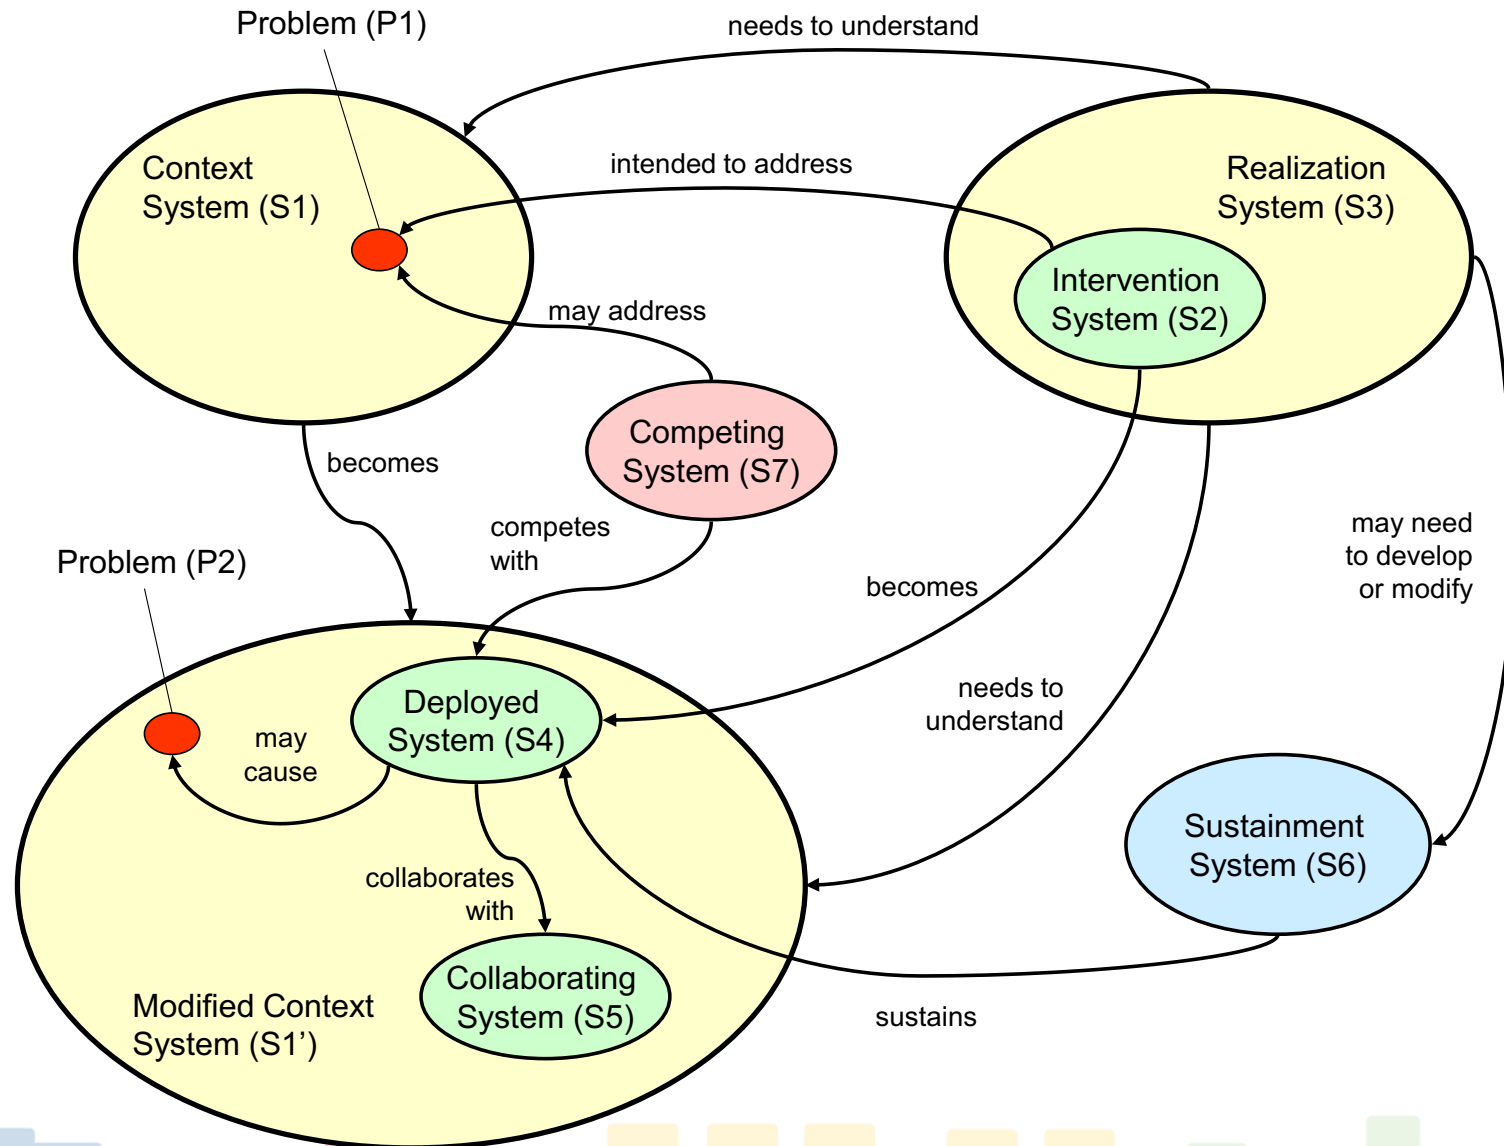 Problem (P1)
needs to understand
Context
System (S1)
intended to address
Realization
System (S3)
Intervention
System (S2)
may address
Competing
System (S7)
becomes
competes
with
may need
to develop
or modify
Problem (P2)
becomes
needs to
understand
Deployed
System (S4)
may
cause
Sustainment
System (S6)
collaborates
with
Collaborating
System (S5)
Modified Context
System (S1’)
sustains